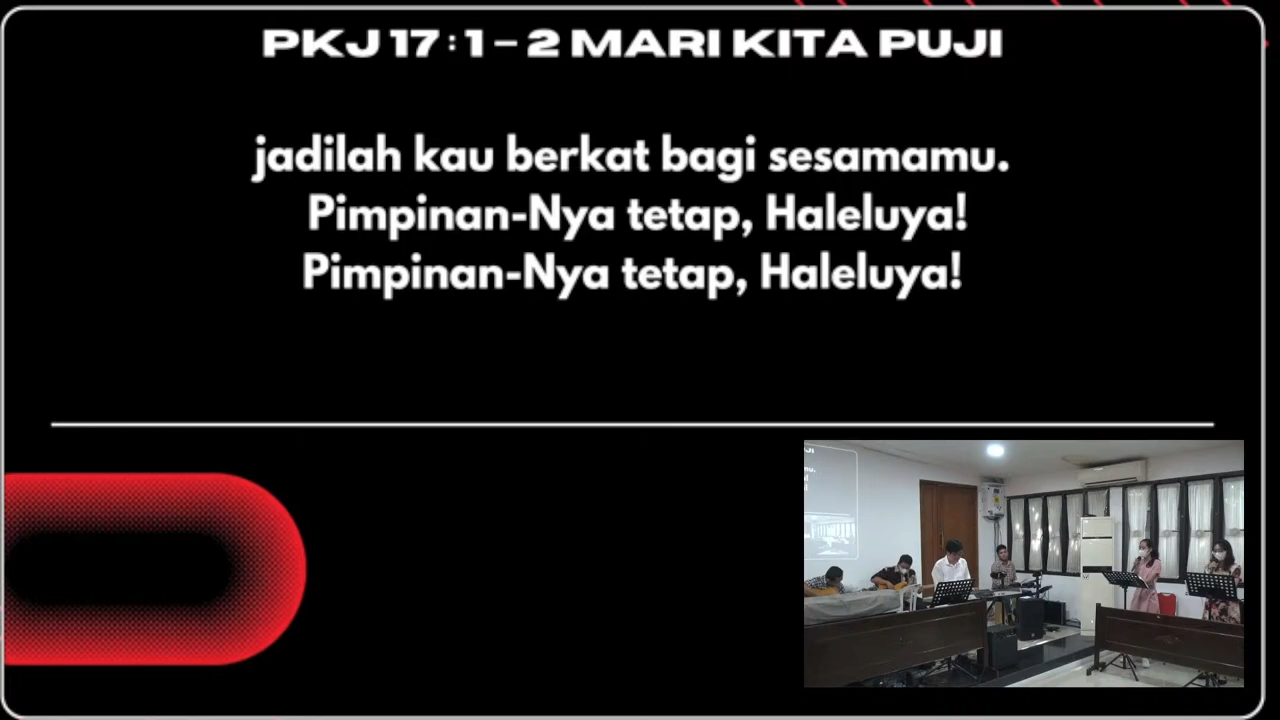 PKJ 17 : 1 – 2 MARI KITA PUJI
jadilah kau berkat bagi sesamamu.
Pimpinan-Nya tetap, Haleluya!
Pimpinan-Nya tetap, Haleluya!